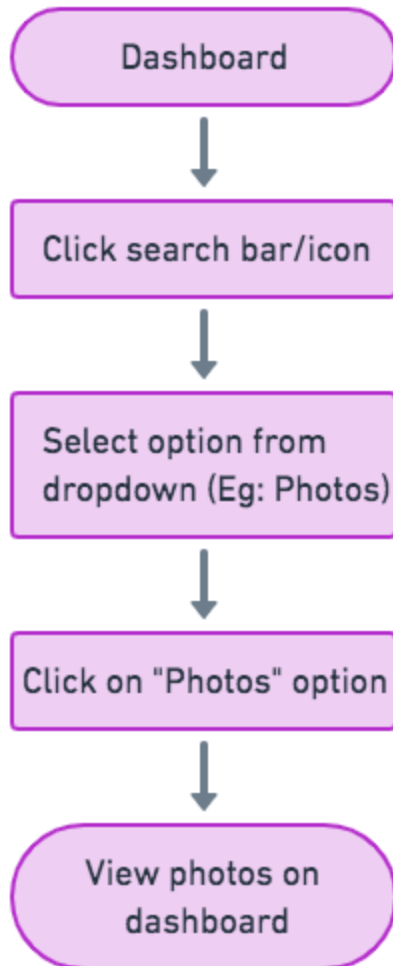 Dashboard
Click search bar/icon
Select option from
dropdown (Eg: Photos)
Click on "Photos" option
View photos on
dashboard